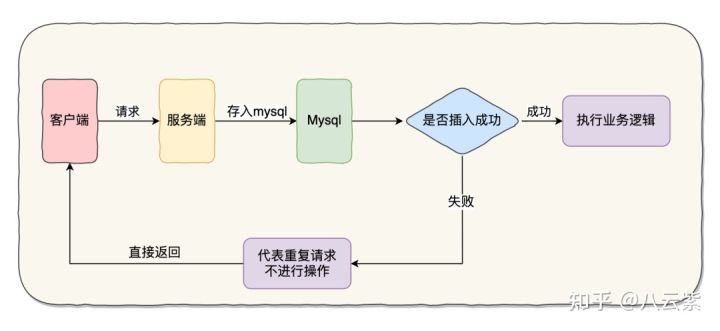 客户端
请求
服务端
存入mysql
Mysql
是否插入成功
成功
执行业务逻辑
失败
代表重复请求
不进行操作
直接返回
知乎 @八云紫